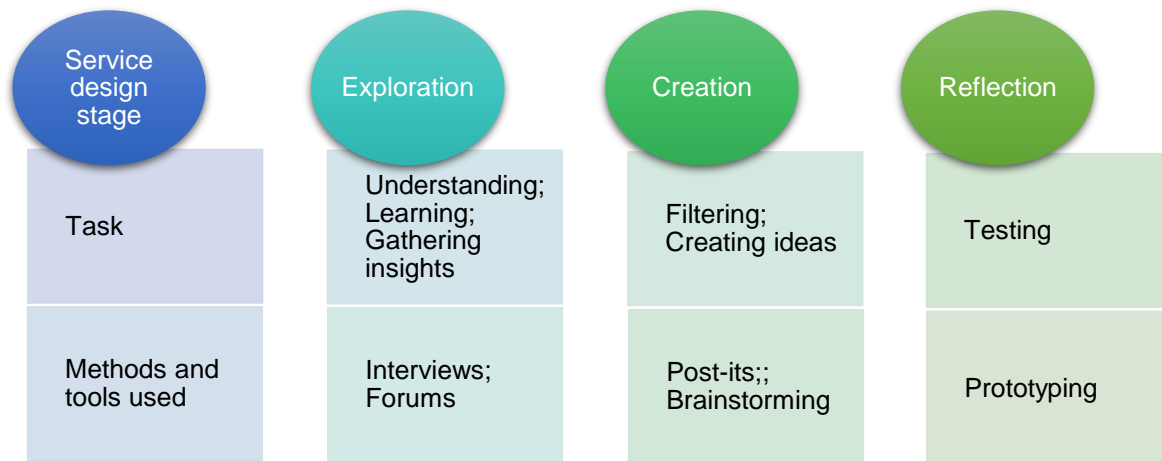 Service
design
stage
Exploration
Creation
Reflection
Task
Understanding;
Learning;
Gathering
insights
Filtering;
Creating ideas
Testing
Methods and
tools used
Interviews;
Forums
Post-its;;
Brainstorming
Prototyping